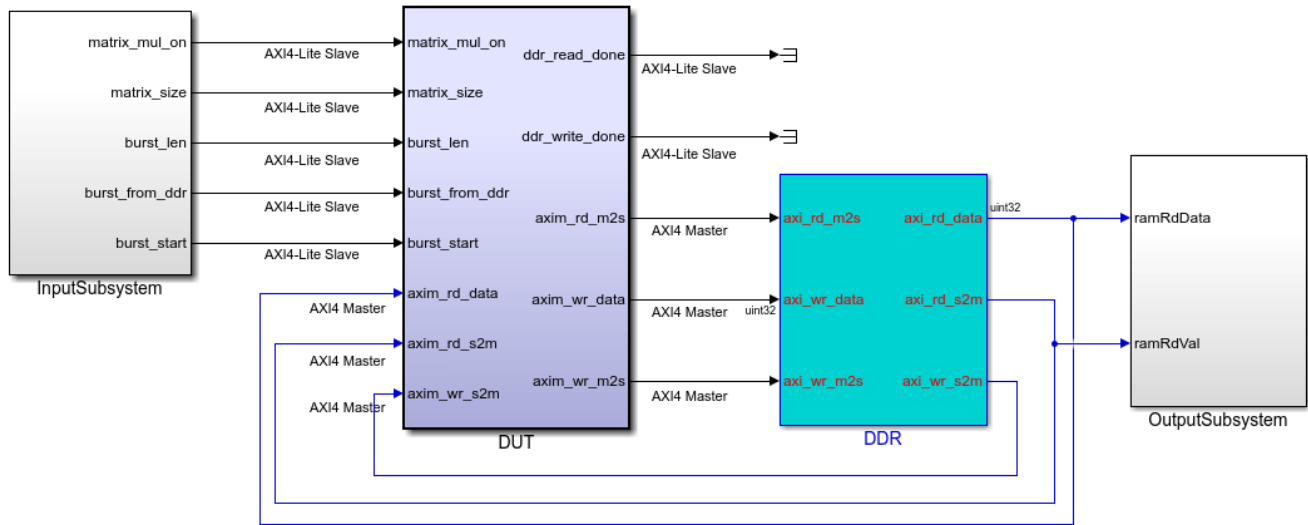 matrix_mul_on
matrix_size
burst_len
burst_from_ddr
burst_start
InputSubsystem
AXI4-Lite Slave
AXI4-Lite Slave
AXI4-Lite Slave
AXI4-Lite Slave
AXI4-Lite Slave
AXI4 Master
AXI4 Master
AXI4 Master
matrix_mul_on
matrix_size
burst_len
burst_from_ddr
burst_start
axim_rd_data
axim_rd_s2m
axim_wr_s2m
ddr_read_done
ddr_write_done
axim_rd_m2s
axim_wr_data
axim_wr_m2s
DUT
AXI4-Lite Slave
AXI4-Lite Slave
AXI4 Master
AXI4 Master
uint32
AXI4 Master
axi_rd_m2s
axi_wr_data
axi_wr_m2s
axi_rd_data
axi_rd_s2m
axi_wr_s2m
DDR
uint32
ramRdData
ramRdVal
OutputSubsystem